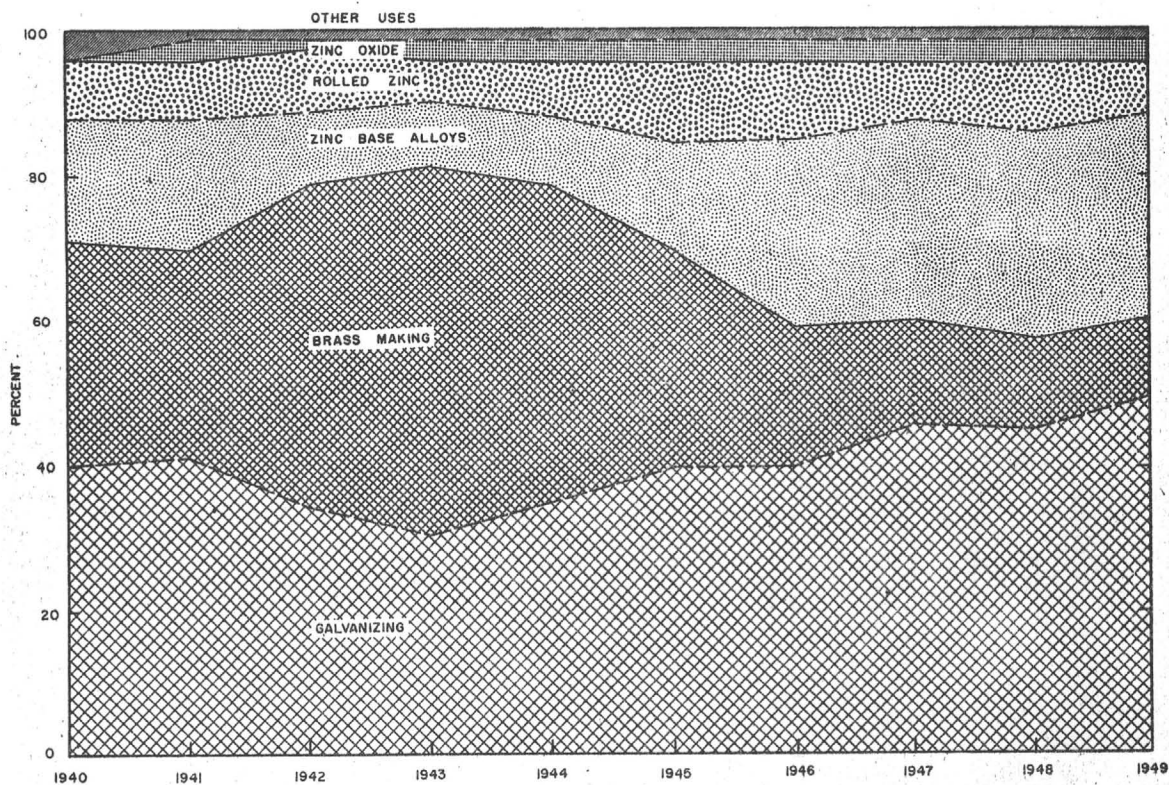 OTHER USES
100
ZINC OXIDE
ROLLED ZINC
ZINC BASE ALLOYS
80
60
BRASS MAKING
PERCENT
40
20
GALVANIZING
0
1940 1941 1942 1943 1944 1945 1946 1947 1948 1949